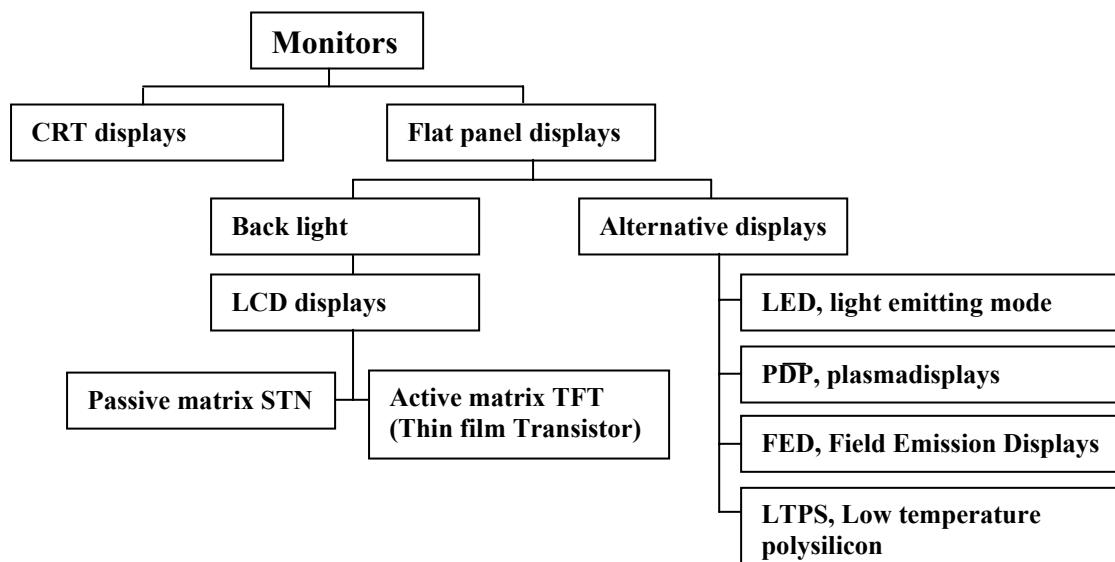 Monitors
CRT displays
Flat panel displays
Back light
Alternative displays
LCD displays
LED, light emitting mode
PDP, plasmadisplays
Passive matrix STN
Active matrix TFT
(Thin film Transistor)
FED, Field Emission Displays
LTPS, Low temperature
polysilicon